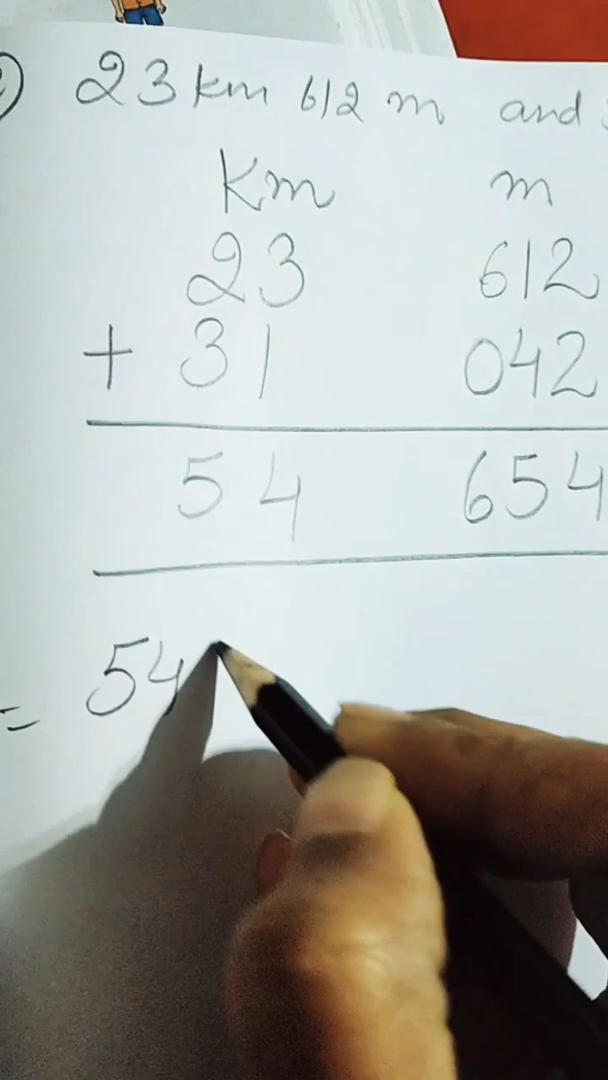 23 km 612 m and
Km m
23 612
+ 31 042
54 654
= 54